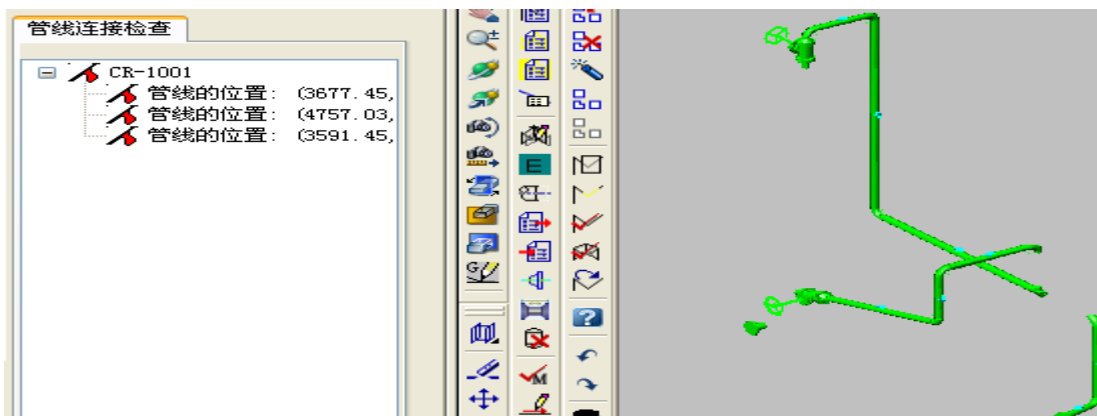 管线连接检查
CR-1001
管线的位置: (3677.45,
管线的位置: (4757.03,
管线的位置: (3591.45,
E
G
M
?